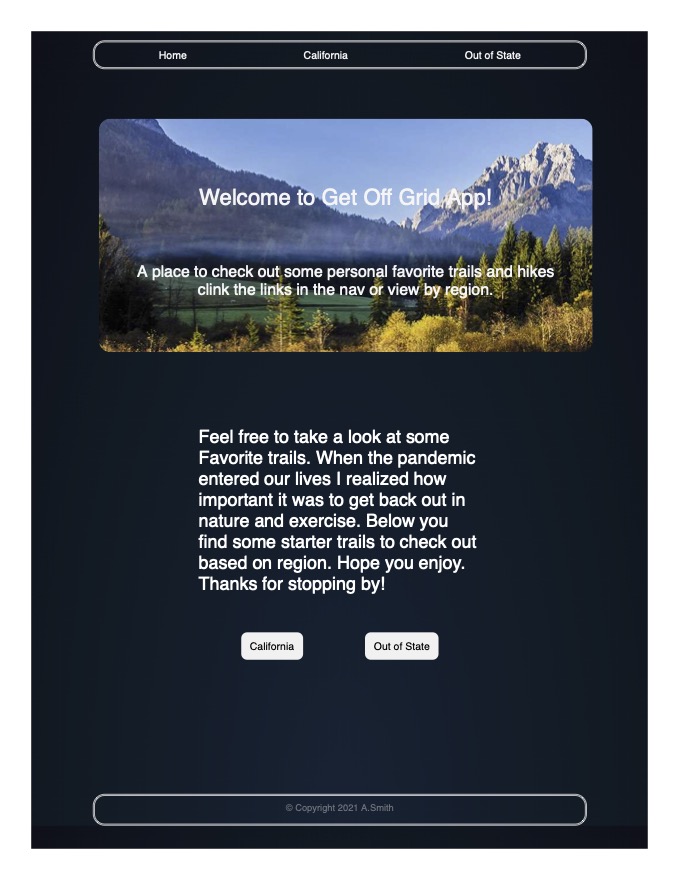 Home California Out of State
Welcome to Get Off Grid App!
A place to check out some personal favorite trails and hikes
clink the links in the nav or view by region.
Feel free to take a look at some
Favorite trails. When the pandemic
entered our lives I realized how
important it was to get back out in
nature and exercise. Below you
find some starter trails to check out
based on region. Hope you enjoy.
Thanks for stopping by!
California Out of State
© Copyright 2021 A.Smith